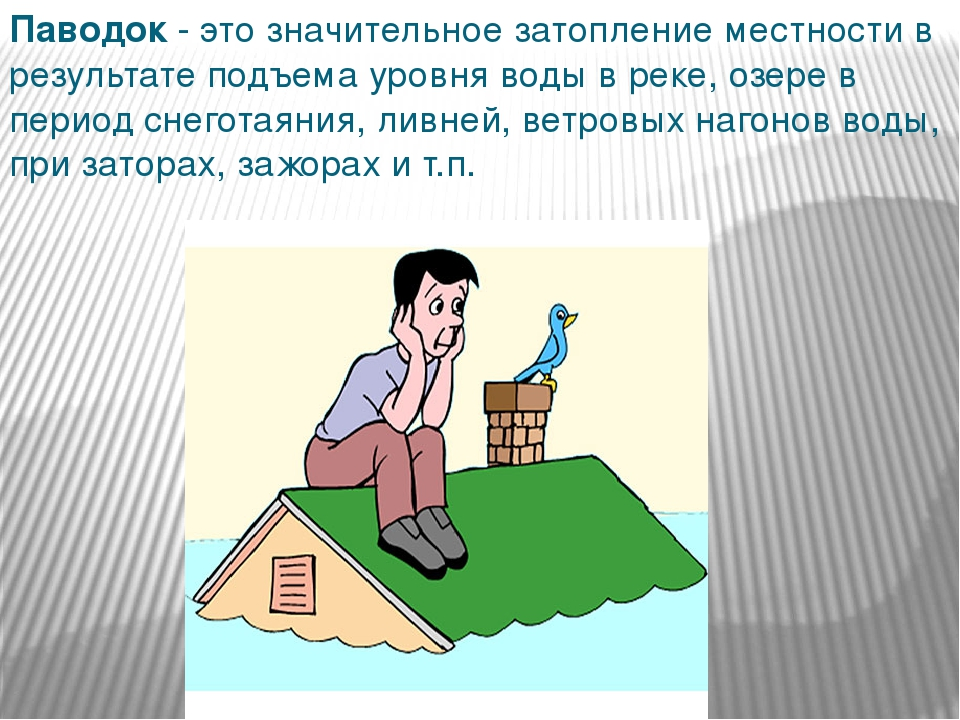 Паводок - это значительное затопление местности в
результате подъема уровня воды в реке, озере в
период снеготаяния, ливней, ветровых нагонов воды,
при заторах, зажорах и т.п.